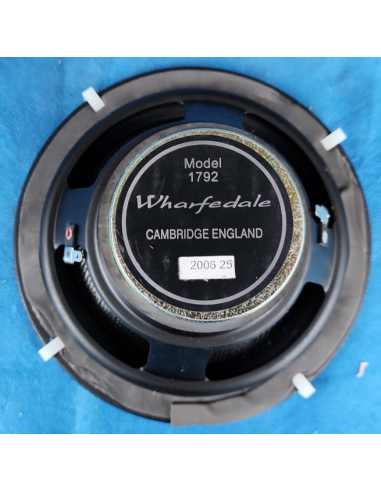 Model
1792
Wharfedale
CAMBRIDGE ENGLAND
2006 25